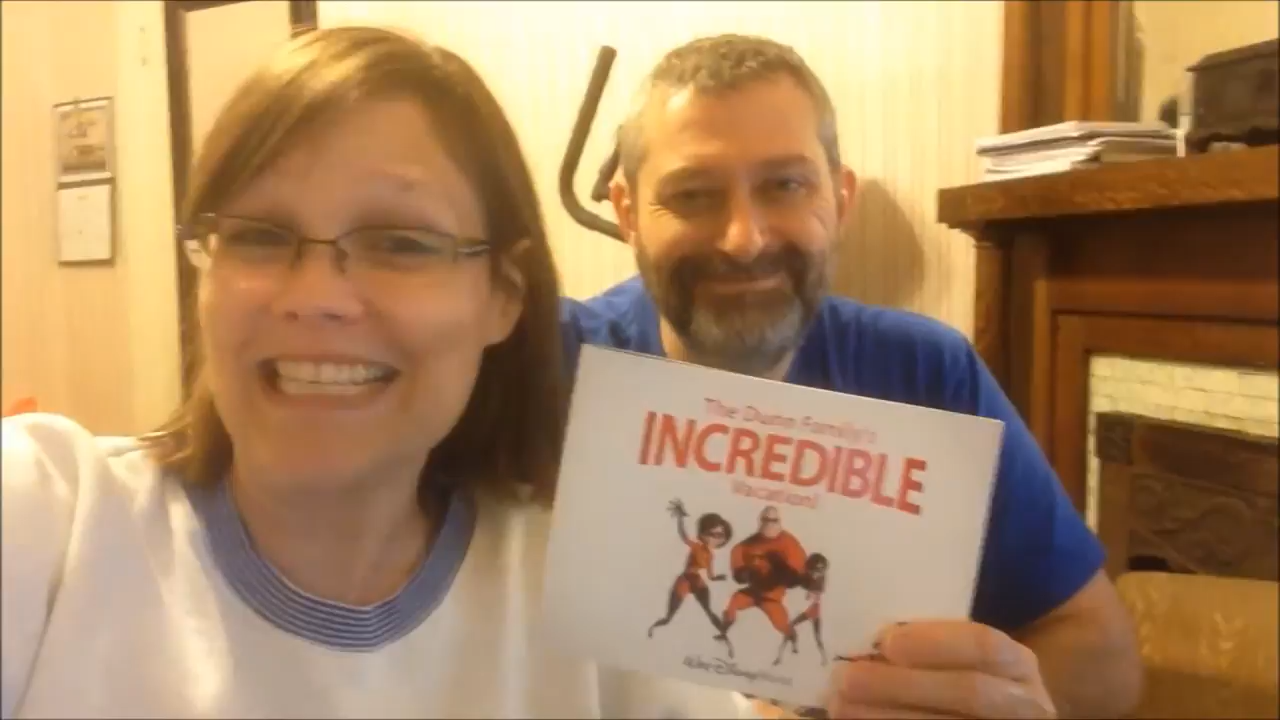 The Dunn Family's
INCREDIBLE
Vacation!
Walt Disney World